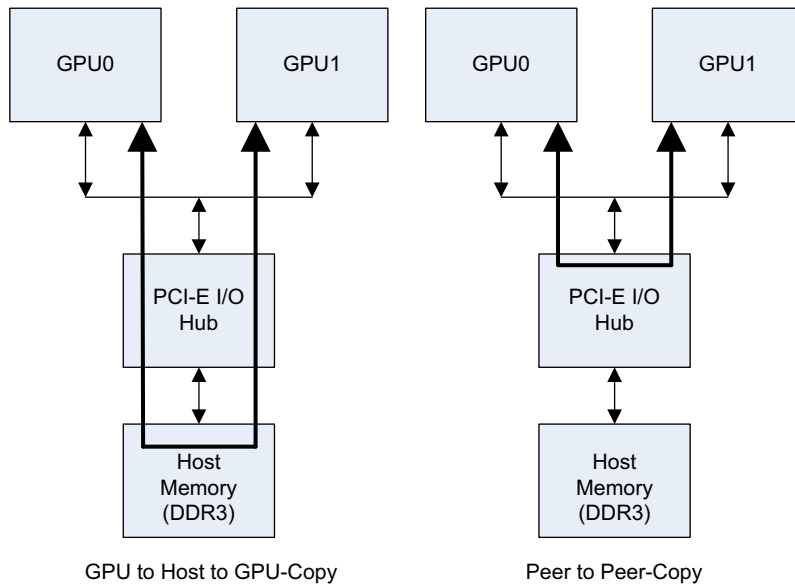 GPU0
GPU1
GPU0
GPU1
PCI-E I/O
Hub
PCI-E I/O
Hub
Host
Memory
(DDR3)
Host
Memory
(DDR3)
GPU to Host to GPU-Copy
Peer to Peer-Copy